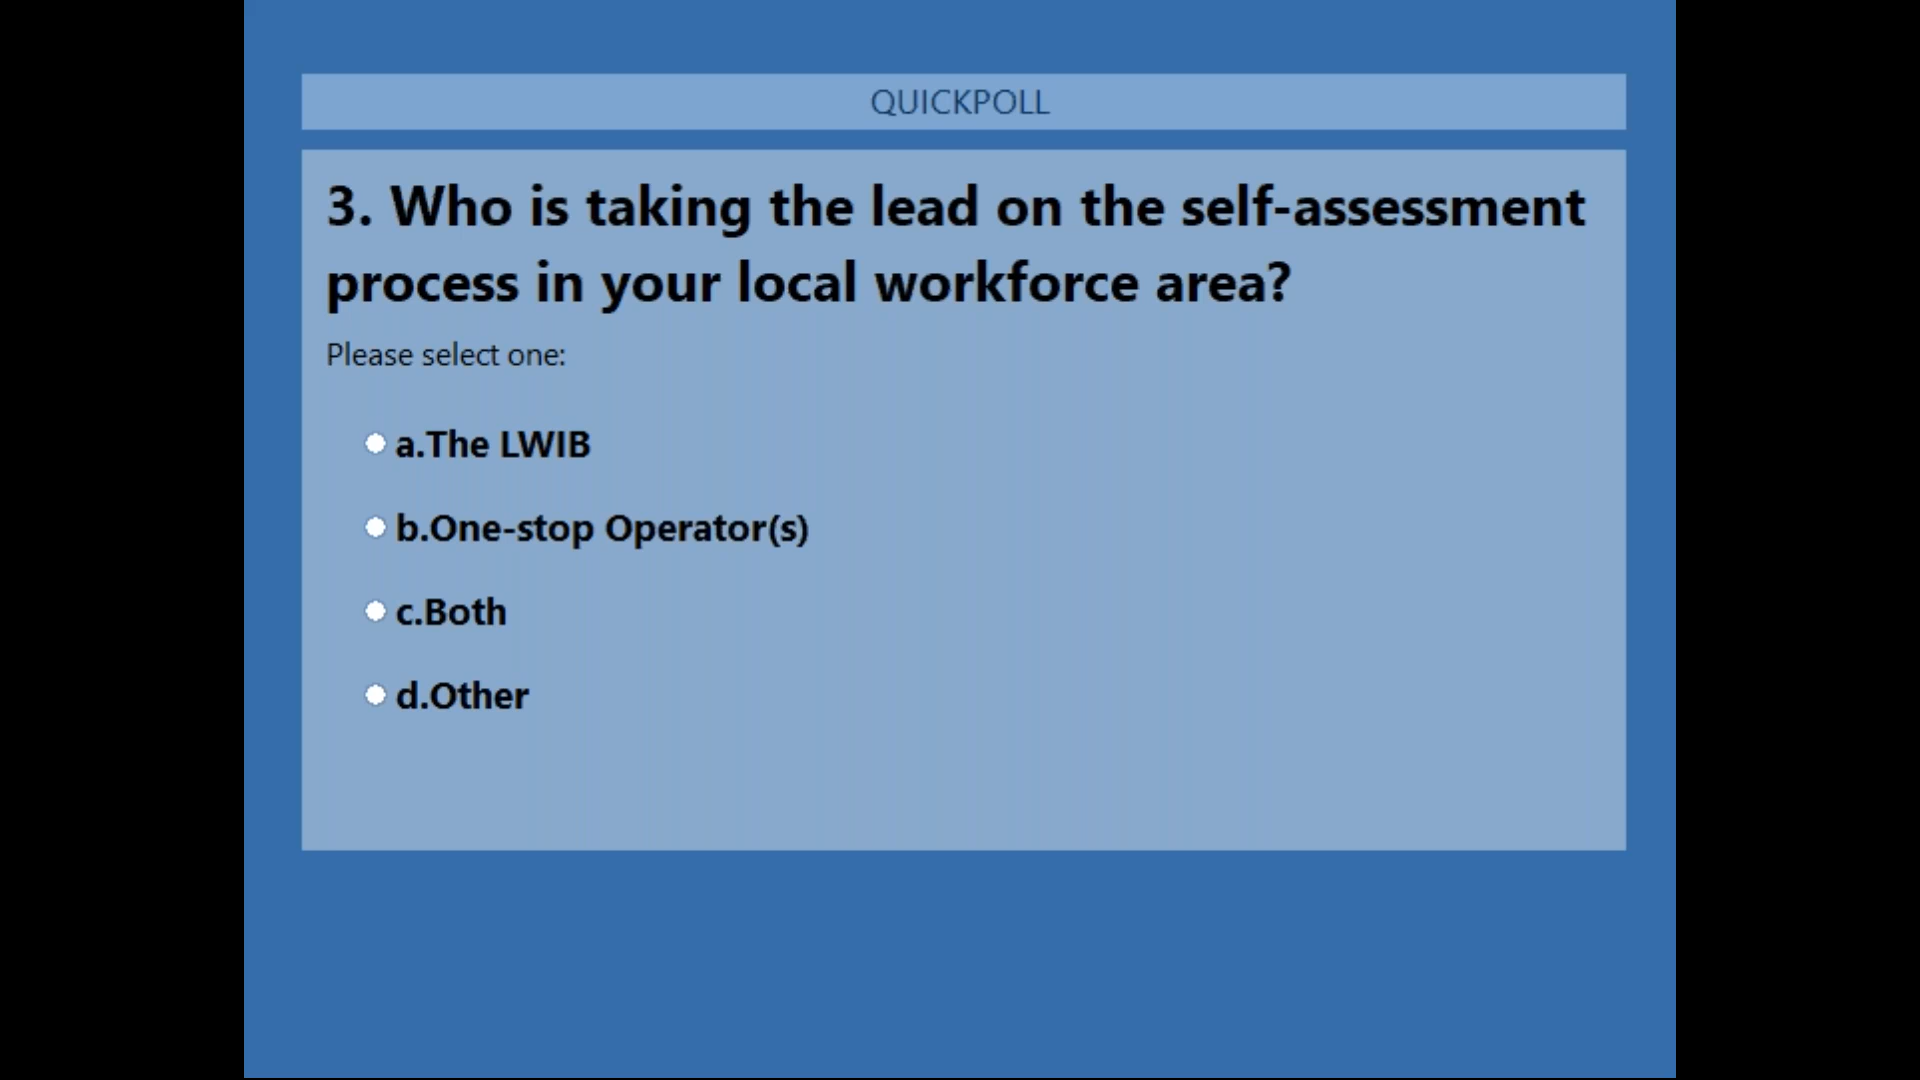 QUICKPOLL
3. Who is taking the lead on the self-assessment
process in your local workforce area?
Please select one:
a.The LWIB
b.One-stop Operator(s)
c.Both
d.Other